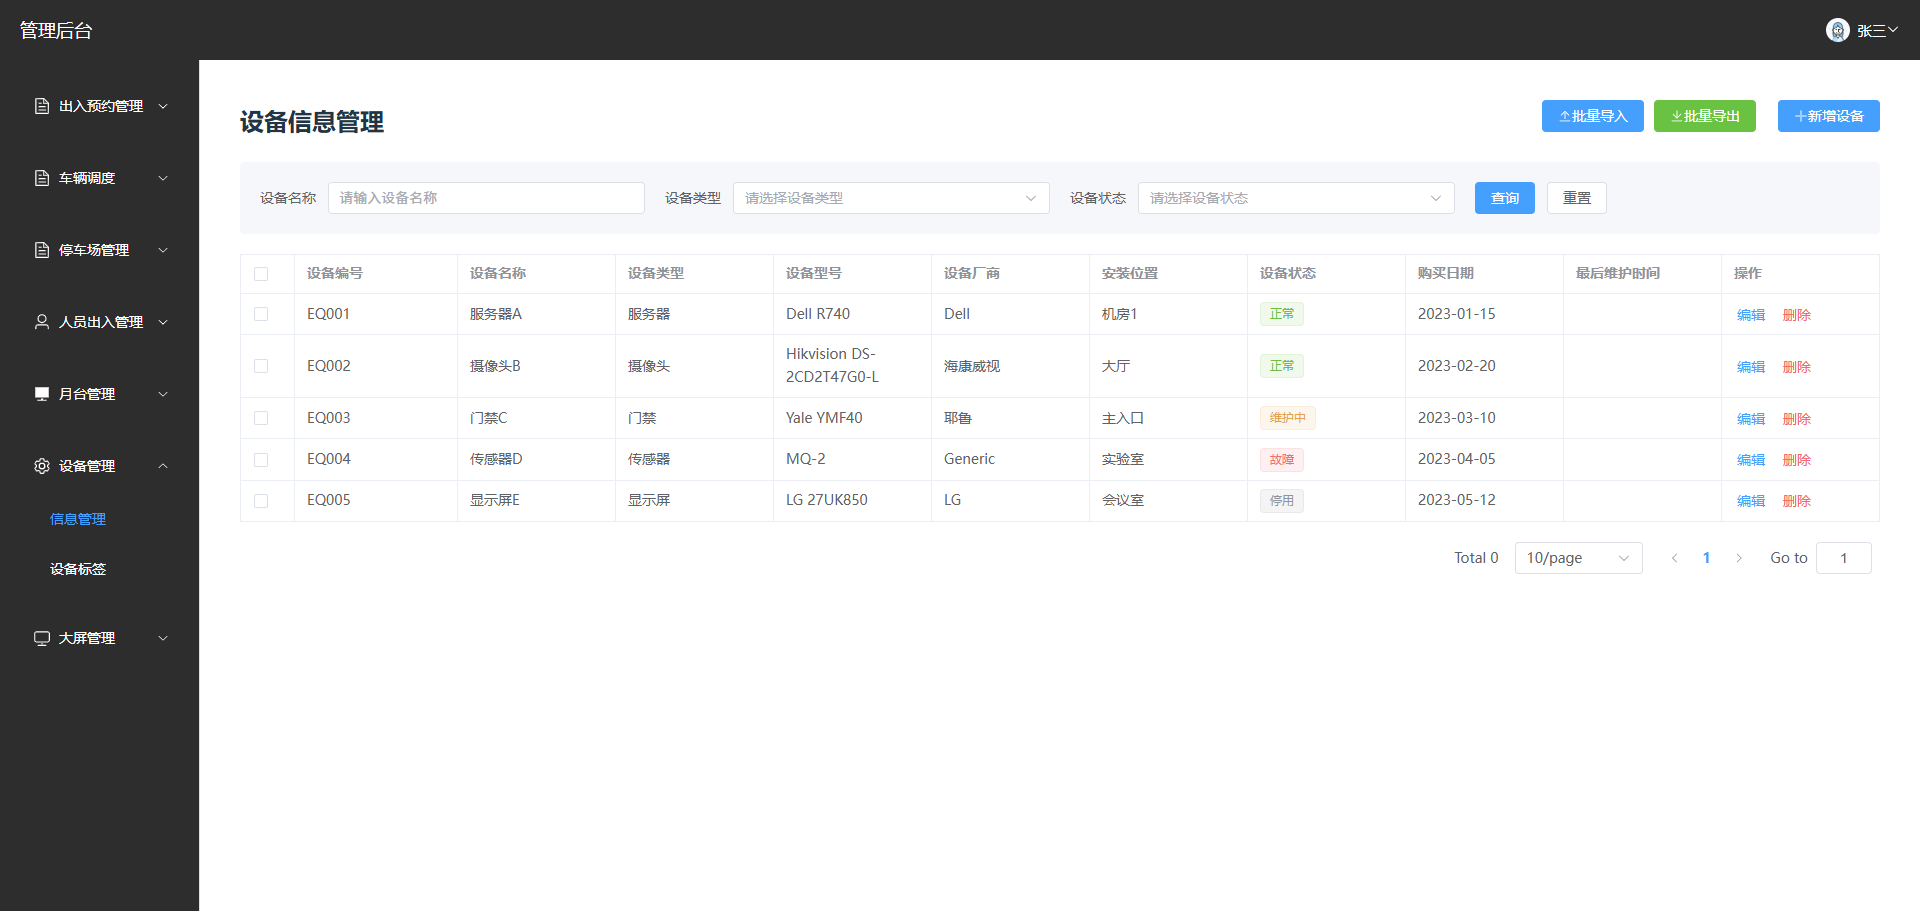 管理后台
张三
出入预约管理
车辆调度
停车场管理
人员出入管理
月台管理
设备管理
信息管理
设备标签
大屏管理
设备信息管理
批量导入 批量导出 新增设备
设备名称 请输入设备名称 设备类型 请选择设备类型 设备状态 请选择设备状态 查询 重置
设备编号 设备名称 设备类型 设备型号 设备厂商 安装位置 设备状态 购买日期 最后维护时间 操作
EQ001 服务器A 服务器 Dell R740 Dell 机房1 正常 2023-01-15 编辑 删除
EQ002 摄像头B 摄像头 Hikvision DS-
2CD2T47G0-L 海康威视 大厅 正常 2023-02-20 编辑 删除
EQ003 门禁C 门禁 Yale YMF40 耶鲁 主入口 维护中 2023-03-10 编辑 删除
EQ004 传感器D 传感器 MQ-2 Generic 实验室 故障 2023-04-05 编辑 删除
EQ005 显示屏E 显示屏 LG 27UK850 LG 会议室 停用 2023-05-12 编辑 删除
Total 0 10/page 1 Go to 1